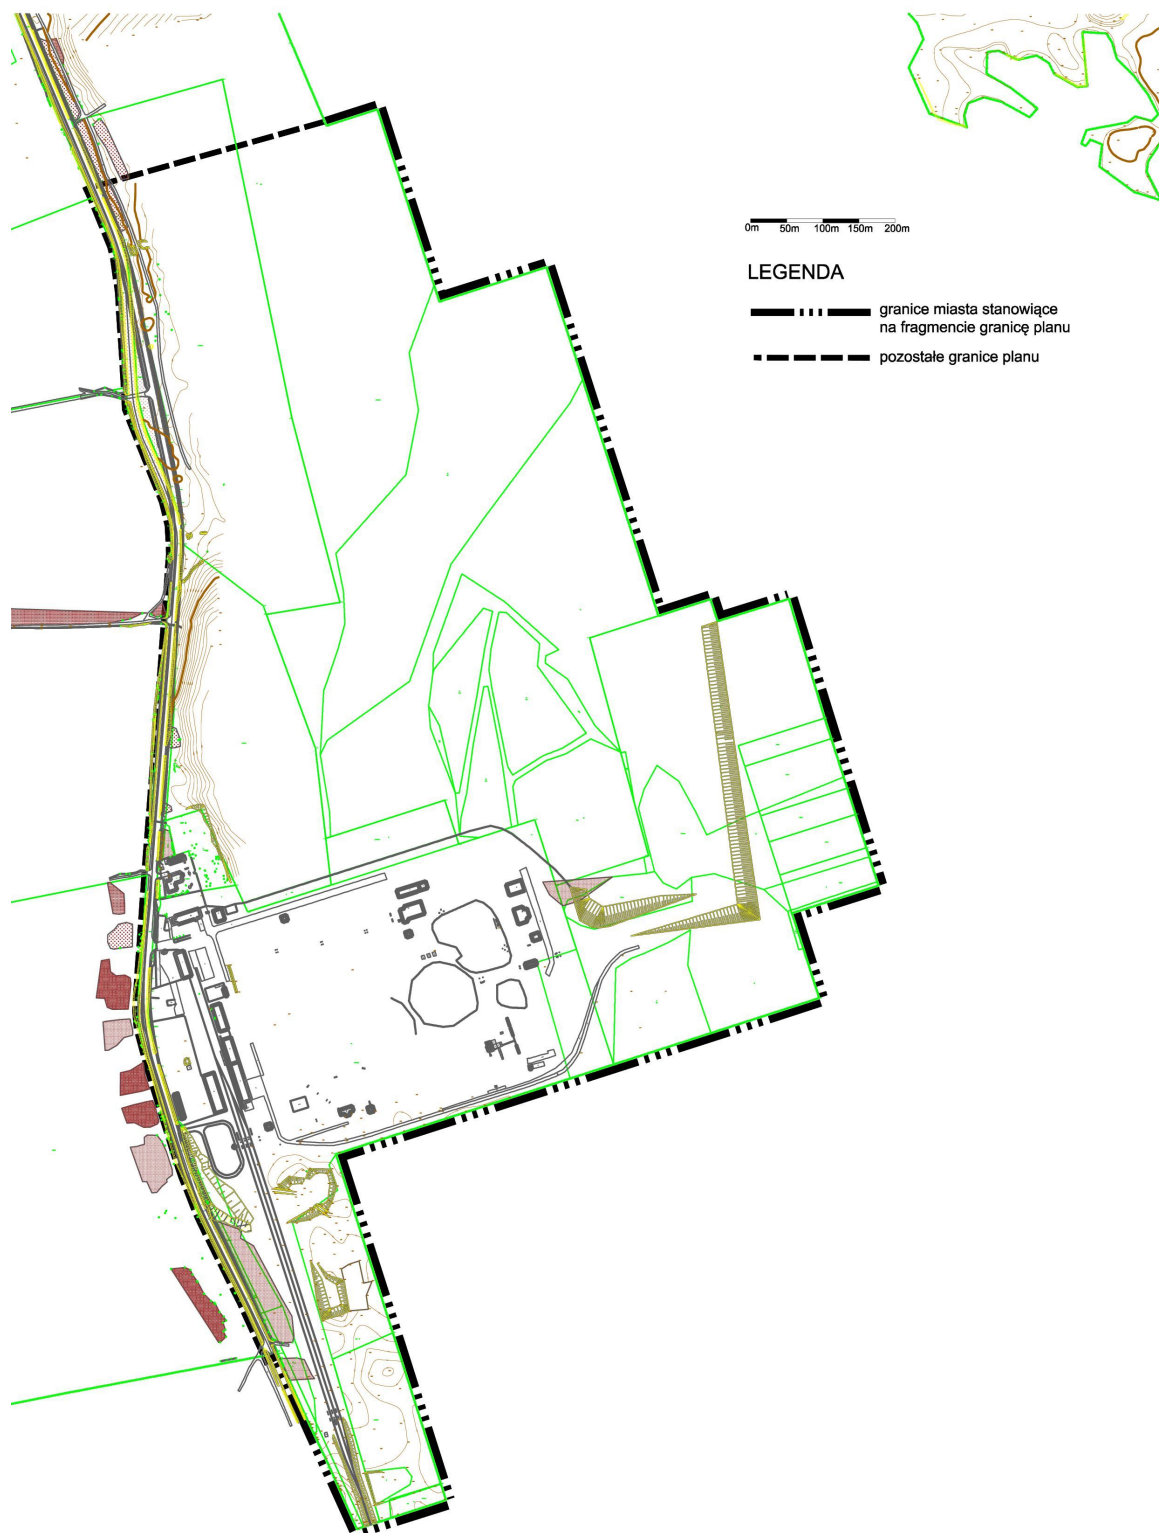 0m 50m 100m 150m 200m
LEGENDA
granice miasta stanowiące
na fragmencie granicę planu
pozostałe granice planu